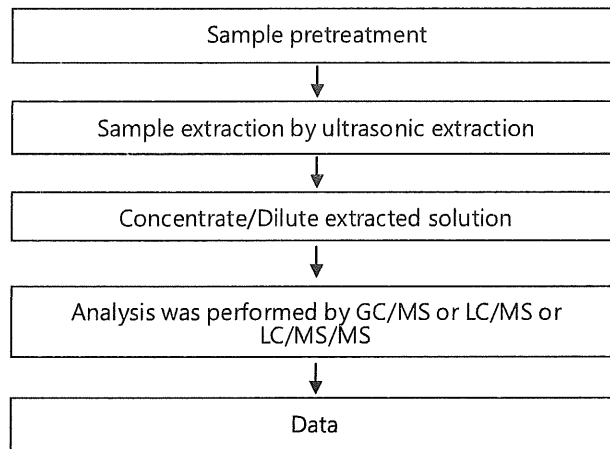 Sample pretreatment
Sample extraction by ultrasonic extraction
Concentrate/Dilute extracted solution
Analysis was performed by GC/MS or LC/MS or
LC/MS/MS
Data